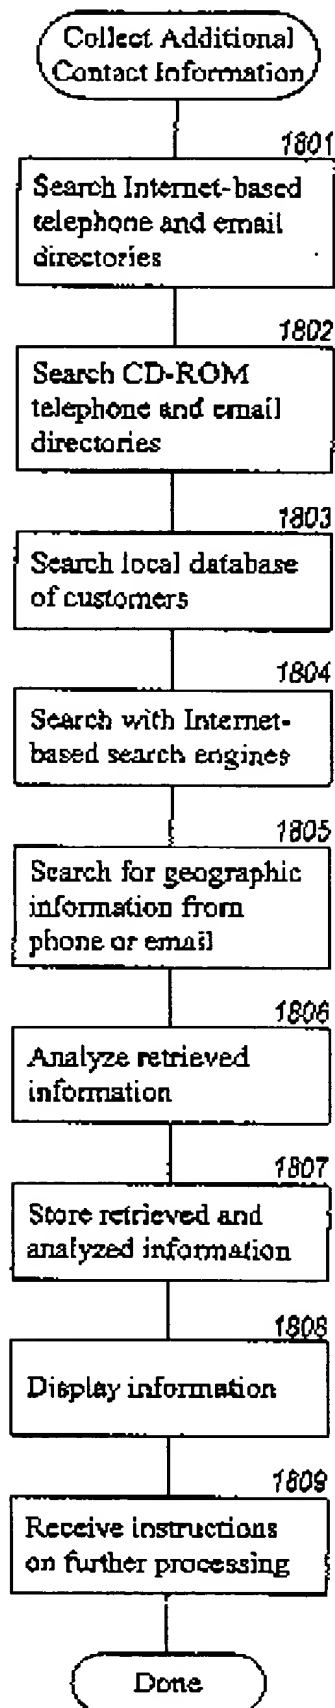 Collect Additional
Contact Information
1801
Search Internet-based
telephone and email
directories
1802
Search CD-ROM
telephone and email
directories
1803
Search local database
of customers
1804
Search with Internet-
based search engines
1805
Search for geographic
information from
phone or email
1806
Analyze retrieved
information
1807
Store retrieved and
analyzed information
1808
Display information
1809
Receive instructions
on further processing
Done